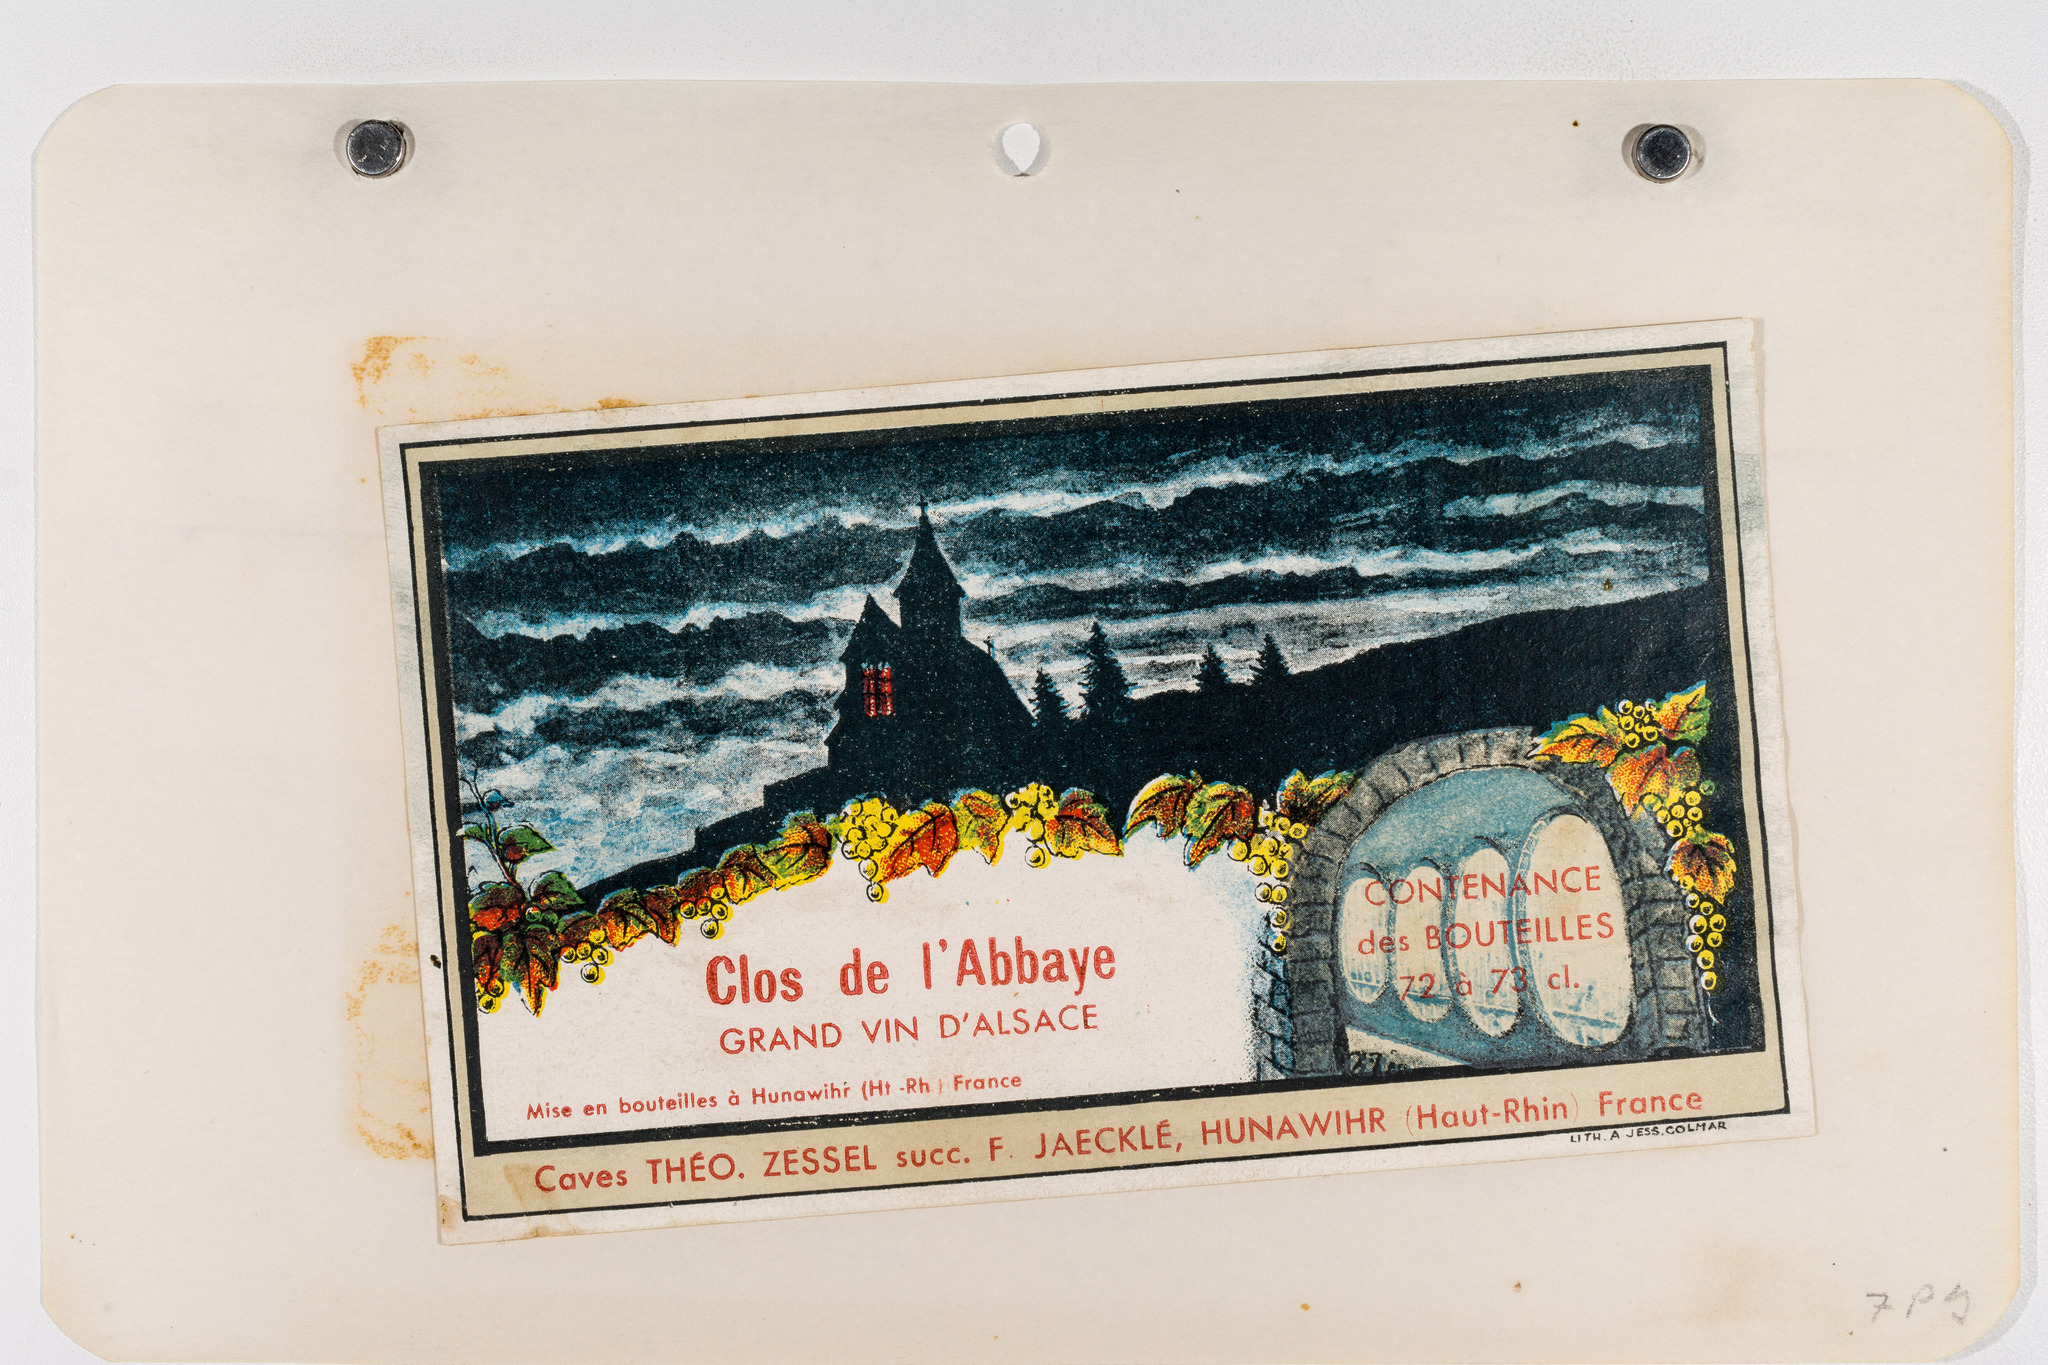 Clos de l'Abbaye
GRAND VIN D'ALSACE
Mise en bouteilles à Hunawihr (Ht-Rh.) France
CONTENANCE
des BOUTEILLES
72 à 73 cl.
Caves THÉO. ZESSEL succ. F. JAECKLÉ, HUNAWIHR (Haut-Rhin) France
LITH. A JESS. COLMAR